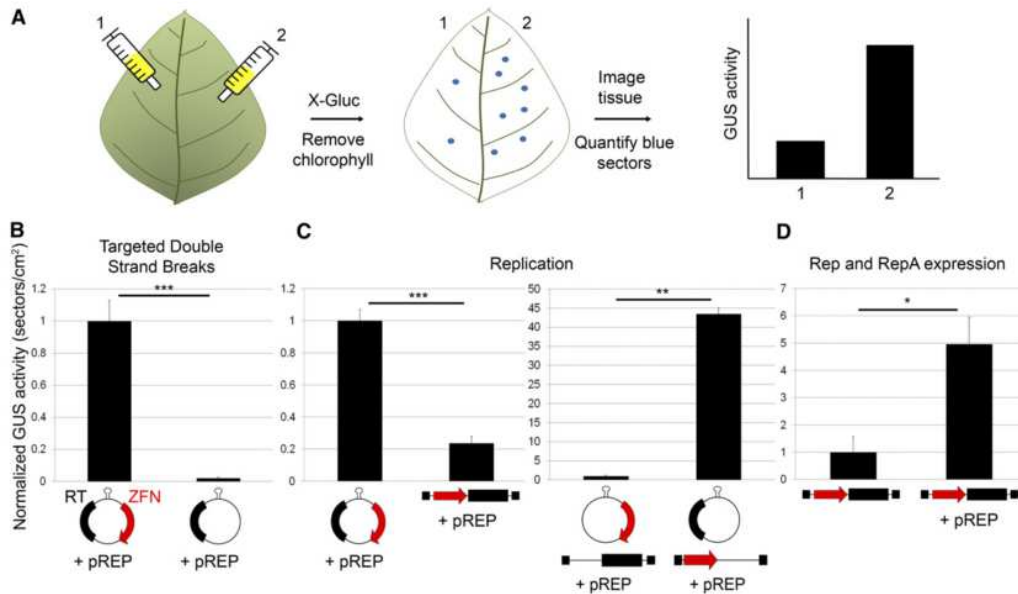 A
1
2
X-Gluc
Remove
chlorophyll
1
2
Image
tissue
Quantify blue
sectors
GUS activity
1
2
B
Targeted Double
Strand Breaks
Normalized GUS activity (sectors/cm²)
1.2
1
0.8
0.6
0.4
0.2
0
***
RT
ZFN
+ pREP
+ pREP
C
Replication
1.2
1
0.8
0.6
0.4
0.2
0
***
+ pREP
+ pREP
50
45
40
35
30
25
20
15
10
5
0
**
+ pREP
+ pREP
D
Rep and RepA expression
7
6
5
4
3
2
1
0
*
+ pREP